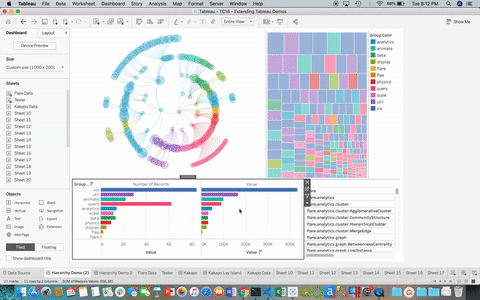 Tableau File Data Worksheet Dashboard Story Analysis Map Format Server Window Help
Tue 8:12 PM
Tableau - TC18 - Extending Tableau Demos
Entire View
Show Me
Dashboard
Layout
Device Preview
Size
Custom size (1000 x 700)
Sheets
Flare Data
Tester
Kakapo Data
Sheet 10
Sheet 11
Sheet 12
Sheet 13
Sheet 14
Sheet 15
Sheet 16
Sheet 17
Sheet 18
Sheet 19
Sheet 20
Objects
Horizontal
Blank
Vertical
Navigation
Text
Export
Image
Extension
Web Page
Tiled
Floating
Show dashboard title
Group Color
analytics
animate
data
display
flare
flex
physics
query
scale
util
vis
Group
Number of Records
Value
vis
util
animate
query
analytics
scale
data
physics
display
flex
flare
0 20 40 60 80
0K 100K 200K 300K 400K
Value
Value
flare
flare.analytics
flare.analytics.cluster
flare.analytics.cluster.AgglomerativeCluster
flare.analytics.cluster.CommunityStructure
flare.analytics.cluster.HierarchicalCluster
flare.analytics.cluster.MergeEdge
flare.analytics.graph
flare.analytics.graph.BetweennessCentrality
flare.analytics.graph.LinkDistance
Data Source
Hierarchy Demo (2)
Hierarchy Demo 2
Flare Data
Tester
Kakapo
Kakapo Lay Island
Kakapo Data
Sheet 10
Sheet 11
Sheet 12
Sheet 13
Sheet 14
Sheet 15
Sheet 16
Sheet 17
21 marks
11 rows by 2 columns